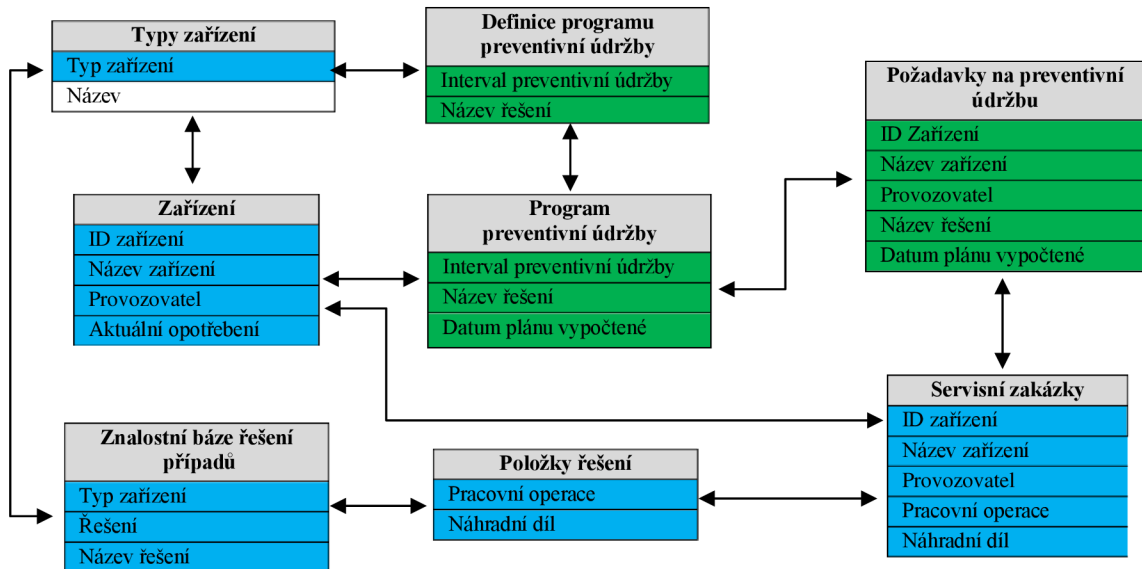 Typy zařízení
Typ zařízení
Název
Definice programu
preventivní údržby
Interval preventivní údržby
Název řešení
Požadavky na preventivní
údržbu
ID Zařízení
Název zařízení
Provozovatel
Název řešení
Datum plánu vypočtené
Zařízení
ID zařízení
Název zařízení
Provozovatel
Aktuální opotřebení
Program
preventivní údržby
Interval preventivní údržby
Název řešení
Datum plánu vypočtené
Servisní zakázky
ID zařízení
Název zařízení
Provozovatel
Pracovní operace
Náhradní díl
Znalostní báze řešení
případů
Typ zařízení
Řešení
Název řešení
Položky řešení
Pracovní operace
Náhradní díl